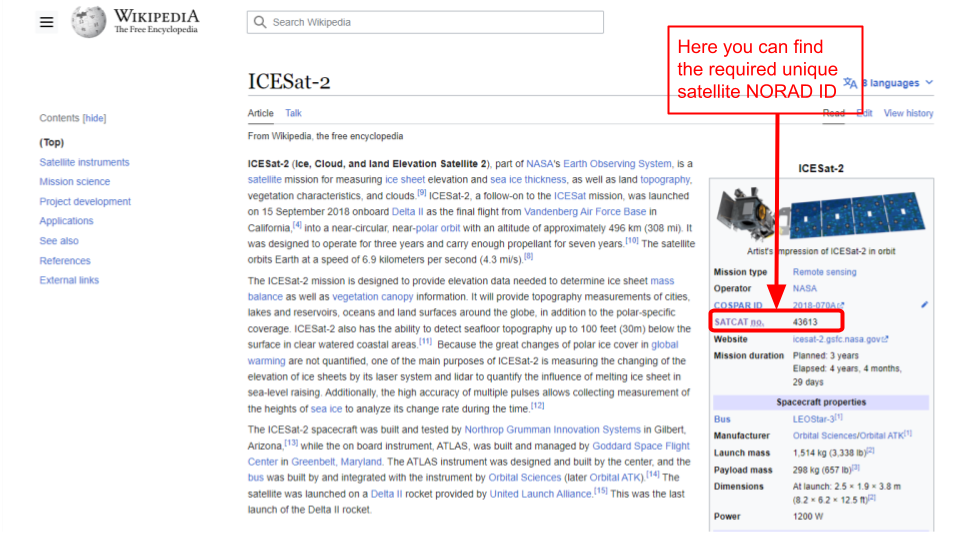 WIKIPEDIA
The Free Encyclopedia
Search Wikipedia
Here you can find
the required unique
satellite NORAD ID
ICESat-2
languages
Article Talk
Read Edit View history
From Wikipedia, the free encyclopedia
Contents [hide]
(Top)
Satellite instruments
Mission science
Project development
Applications
See also
References
External links
ICESat-2 (Ice, Cloud, and land Elevation Satellite 2), part of NASA's Earth Observing System, is a
satellite mission for measuring ice sheet elevation and sea ice thickness, as well as land topography,
vegetation characteristics, and clouds.[9] ICESat-2, a follow-on to the ICESat mission, was launched
on 15 September 2018 onboard Delta II as the final flight from Vandenberg Air Force Base in
California,[4] into a near-circular, near-polar orbit with an altitude of approximately 496 km (308 mi). It
was designed to operate for three years and carry enough propellant for seven years.[10] The satellite
orbits Earth at a speed of 6.9 kilometers per second (4.3 mi/s).[8]
The ICESat-2 mission is designed to provide elevation data needed to determine ice sheet mass
balance as well as vegetation canopy information. It will provide topography measurements of cities,
lakes and reservoirs, oceans and land surfaces around the globe, in addition to the polar-specific
coverage. ICESat-2 also has the ability to detect seafloor topography up to 100 feet (30m) below the
surface in clear watered coastal areas.[11] Because the great changes of polar ice cover in global
warming are not quantified, one of the main purposes of ICESat-2 is measuring the changing of the
elevation of ice sheets by its laser system and lidar to quantify the influence of melting ice sheet in
sea-level raising. Additionally, the high accuracy of multiple pulses allows collecting measurement of
the heights of sea ice to analyze its change rate during the time.[12]
The ICESat-2 spacecraft was built and tested by Northrop Grumman Innovation Systems in Gilbert,
Arizona,[13] while the on board instrument, ATLAS, was built and managed by Goddard Space Flight
Center in Greenbelt, Maryland. The ATLAS instrument was designed and built by the center, and the
bus was built by and integrated with the instrument by Orbital Sciences (later Orbital ATK).[14] The
satellite was launched on a Delta II rocket provided by United Launch Alliance.[15] This was the last
launch of the Delta II rocket.
ICESat-2
Artist's impression of ICESat-2 in orbit
Mission type Remote sensing
Operator NASA
COSPAR ID 2018-070A
SATCAT no. 43613
Website icesat-2.gsfc.nasa.gov
Mission duration Planned: 3 years
Elapsed: 4 years, 4 months,
29 days
Spacecraft properties
Bus LEOStar-3[1]
Manufacturer Orbital Sciences/Orbital ATK[1]
Launch mass 1,514 kg (3,338 lb)[2]
Payload mass 298 kg (657 lb)[3]
Dimensions At launch: 2.5 × 1.9 × 3.8 m
(8.2 × 6.2 × 12.5 ft)[2]
Power 1200 W